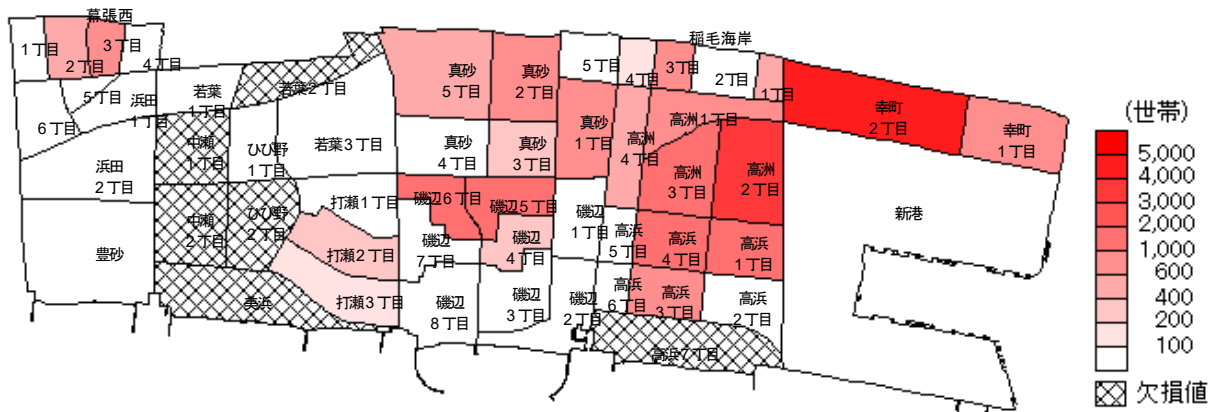 幕張西
1丁目
2丁目
3丁目
4丁目
5丁目
6丁目
浜田
1丁目
浜田
2丁目
豊砂
若葉
1丁目
若葉2丁目
若葉3丁目
中瀬
1丁目
中瀬
2丁目
ひび野
1丁目
ひび野
2丁目
美浜
打瀬1丁目
打瀬2丁目
打瀬3丁目
真砂
5丁目
真砂
2丁目
真砂
4丁目
真砂
3丁目
真砂
1丁目
磯辺6丁目
磯辺5丁目
磯辺
7丁目
磯辺
4丁目
磯辺
8丁目
磯辺
3丁目
磯辺
1丁目
磯辺
2丁目
稲毛海岸
5丁目
4丁目
3丁目
2丁目
1丁目
高洲1丁目
高洲
4丁目
高洲
3丁目
高洲
2丁目
高浜
5丁目
高浜
4丁目
高浜
1丁目
高浜
6丁目
高浜
3丁目
高浜
2丁目
高浜7丁目
幸町
2丁目
幸町
1丁目
新港
(世帯)
5,000
4,000
3,000
2,000
1,000
600
400
200
100
欠損値